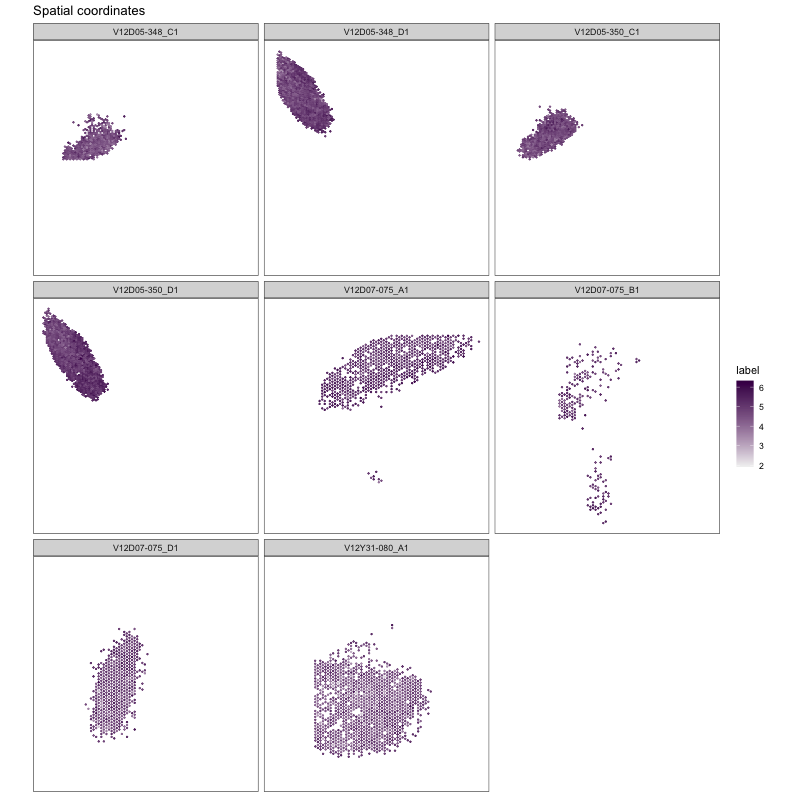 Spatial coordinates
V12D05-348_C1
V12D05-348_D1
V12D05-350_C1
V12D05-350_D1
V12D07-075_A1
V12D07-075_B1
label
6
5
4
3
2
V12D07-075_D1
V12Y31-080_A1